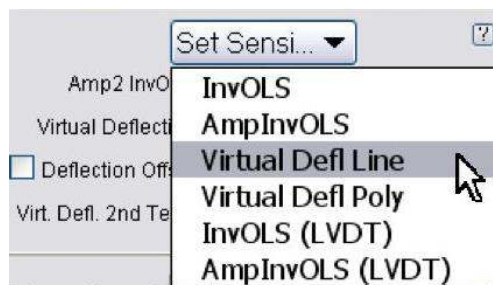 Set Sensi...
?
Amp2 InvO
InvOLS
Virtual Deflecti
AmpInvOLS
Deflection Off
Virtual Defl Line
Virt. Defl. 2nd Te
Virtual Defl Poly
InvOLS (LVDT)
AmpInvOLS (LVDT)